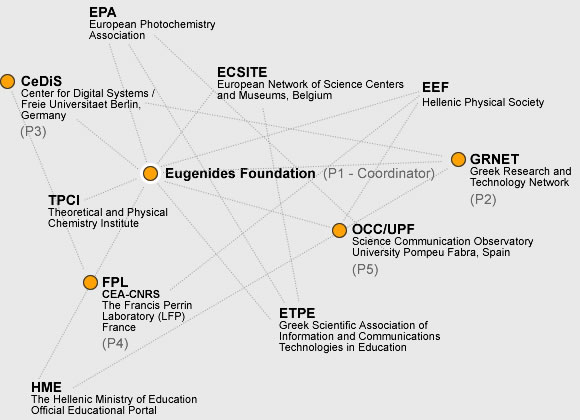 EPA
European Photochemistry
Association
CeDiS
Center for Digital Systems /
Freie Universitaet Berlin,
Germany
(P3)
ECSITE
European Network of Science Centers
and Museums, Belgium
EEF
Hellenic Physical Society
GRNET
Greek Research and
Technology Network
(P2)
Eugenides Foundation (P1 - Coordinator)
TPCI
Theoretical and Physical
Chemistry Institute
OCC/UPF
Science Communication Observatory
University Pompeu Fabra, Spain
(P5)
FPL
CEA-CNRS
The Francis Perrin
Laboratory (LFP)
France
(P4)
ETPE
Greek Scientific Association of
Information and Communications
Technologies in Education
HME
The Hellenic Ministry of Education
Official Educational Portal